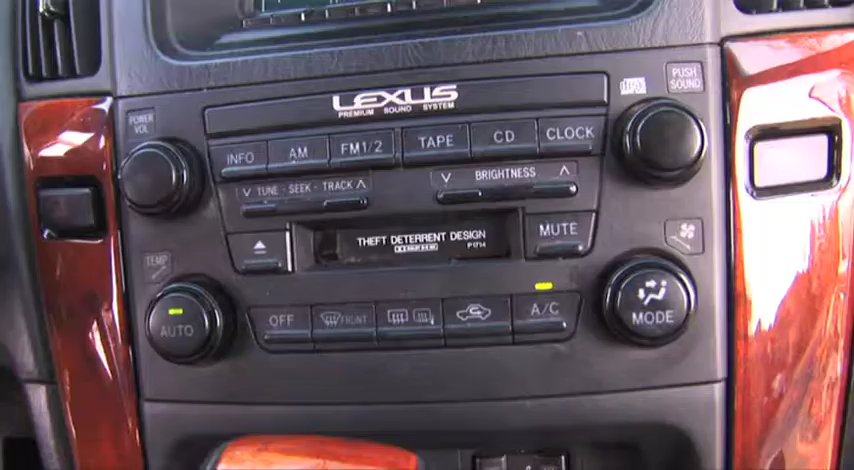 LEXUS
PREMIUM SOUND SYSTEM
POWER
VOL
PUSH
SOUND
INFO
AM
FM1/2
TAPE
CD
CLOCK
TUNE - SEEK - TRACK
BRIGHTNESS
THEFT DETERRENT DESIGN
P1714
MUTE
TEMP
AUTO
OFF
FRONT
A/C
MODE